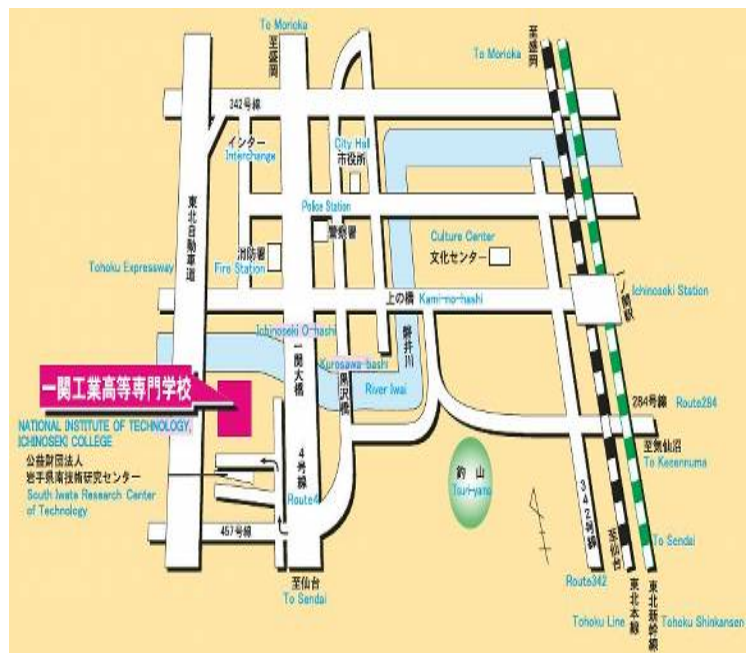 To Morioka
至盛岡
至盛岡
To Morioka
342号線
インター
Interchange
City Hall
市役所
東北自動車道
Police Station
警察署
消防署
Fire Station
Tohoku Expressway
Culture Center
文化センター
一ノ関駅
Ichinoseki Station
上の橋 Kami-no-hashi
Ichinoseki O-hashi
一関大橋
磐井川
Kurosawa-bashi
黒沢橋
River Iwai
一関工業高等専門学校
NATIONAL INSTITUTE OF TECHNOLOGY,
ICHINOSEKI COLLEGE
公益財団法人
岩手県南技術研究センター
South Iwate Research Center
of Technology
284号線 Route284
至気仙沼
To Kesennuma
釣山
Tsuri-yama
4号線
Route4
457号線
342号線
至仙台
To Sendai
至仙台
To Sendai
Route342
Tohoku Line
東北本線
東北新幹線
Tohoku Shinkansen